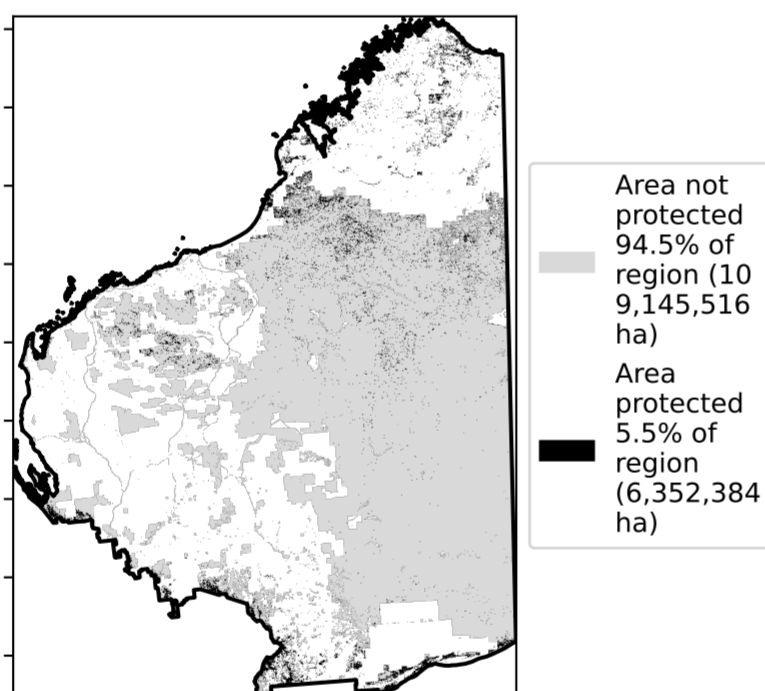 Area not
protected
94.5% of
region (10
9,145,516
ha)
Area
protected
5.5% of
region
(6,352,384
ha)